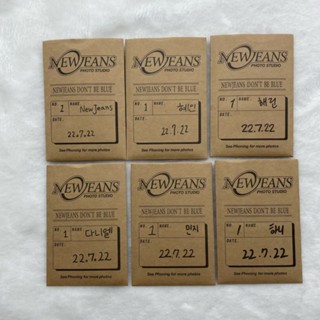 NEWJEANS
PHOTO STUDIO
NEWJEANS DON'T BE BLUE
NO. NAME.
1 NewJeans
DATE.
22.7.22
See Phoning for more photos
NEWJEANS
PHOTO STUDIO
NEWJEANS DON'T BE BLUE
NO. NAME.
1 혜인
DATE.
22.7.22
See Phoning for more photos
NEWJEANS
PHOTO STUDIO
NEWJEANS DON'T BE BLUE
NO. NAME.
1 해린
DATE.
22.7.22
See Phoning for more photos
NEWJEANS
PHOTO STUDIO
NEWJEANS DON'T BE BLUE
NO. NAME.
1 다니엘
DATE.
22.7.22
See Phoning for more photos
NEWJEANS
PHOTO STUDIO
NEWJEANS DON'T BE BLUE
NO. NAME.
1 민지
DATE.
22.7.22
See Phoning for more photos
NEWJEANS
PHOTO STUDIO
NEWJEANS DON'T BE BLUE
NO. NAME.
1 하니
DATE.
22.7.22
See Phoning for more photos